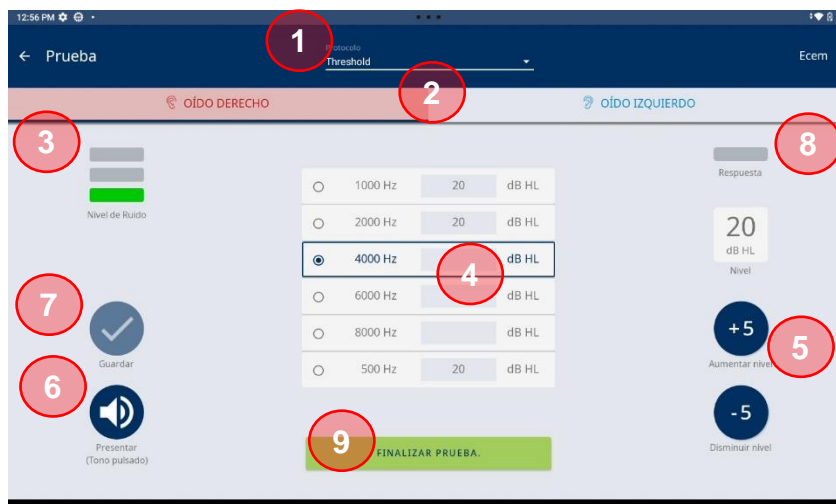 12:56 PM
Prueba
Protocolo
Threshold
Ecem
1
2
OÍDO DERECHO
OÍDO IZQUIERDO
3
8
Nivel de Ruido
Respuesta
1000 Hz 20 dB HL
2000 Hz 20 dB HL
4000 Hz dB HL
4
6000 Hz dB HL
8000 Hz dB HL
500 Hz 20 dB HL
20
dB HL
Nivel
7
Guardar
+5
Aumentar nivel
5
6
Presentar
(Tono pulsado)
-5
Disminuir nivel
9
FINALIZAR PRUEBA.